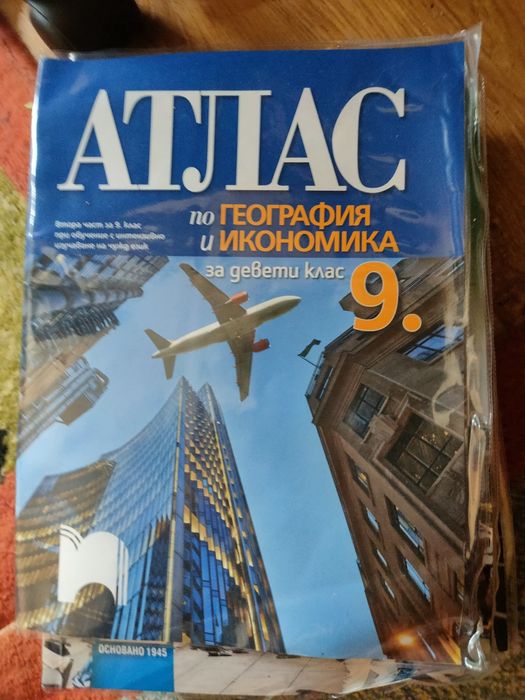 АТЛАС
по ГЕОГРАФИЯ
и ИКОНОМИКА
за девети клас
9.
Втора част за 9. клас
при обучение с интензивно
изучаване на чужд език
ОСНОВАНО 1945